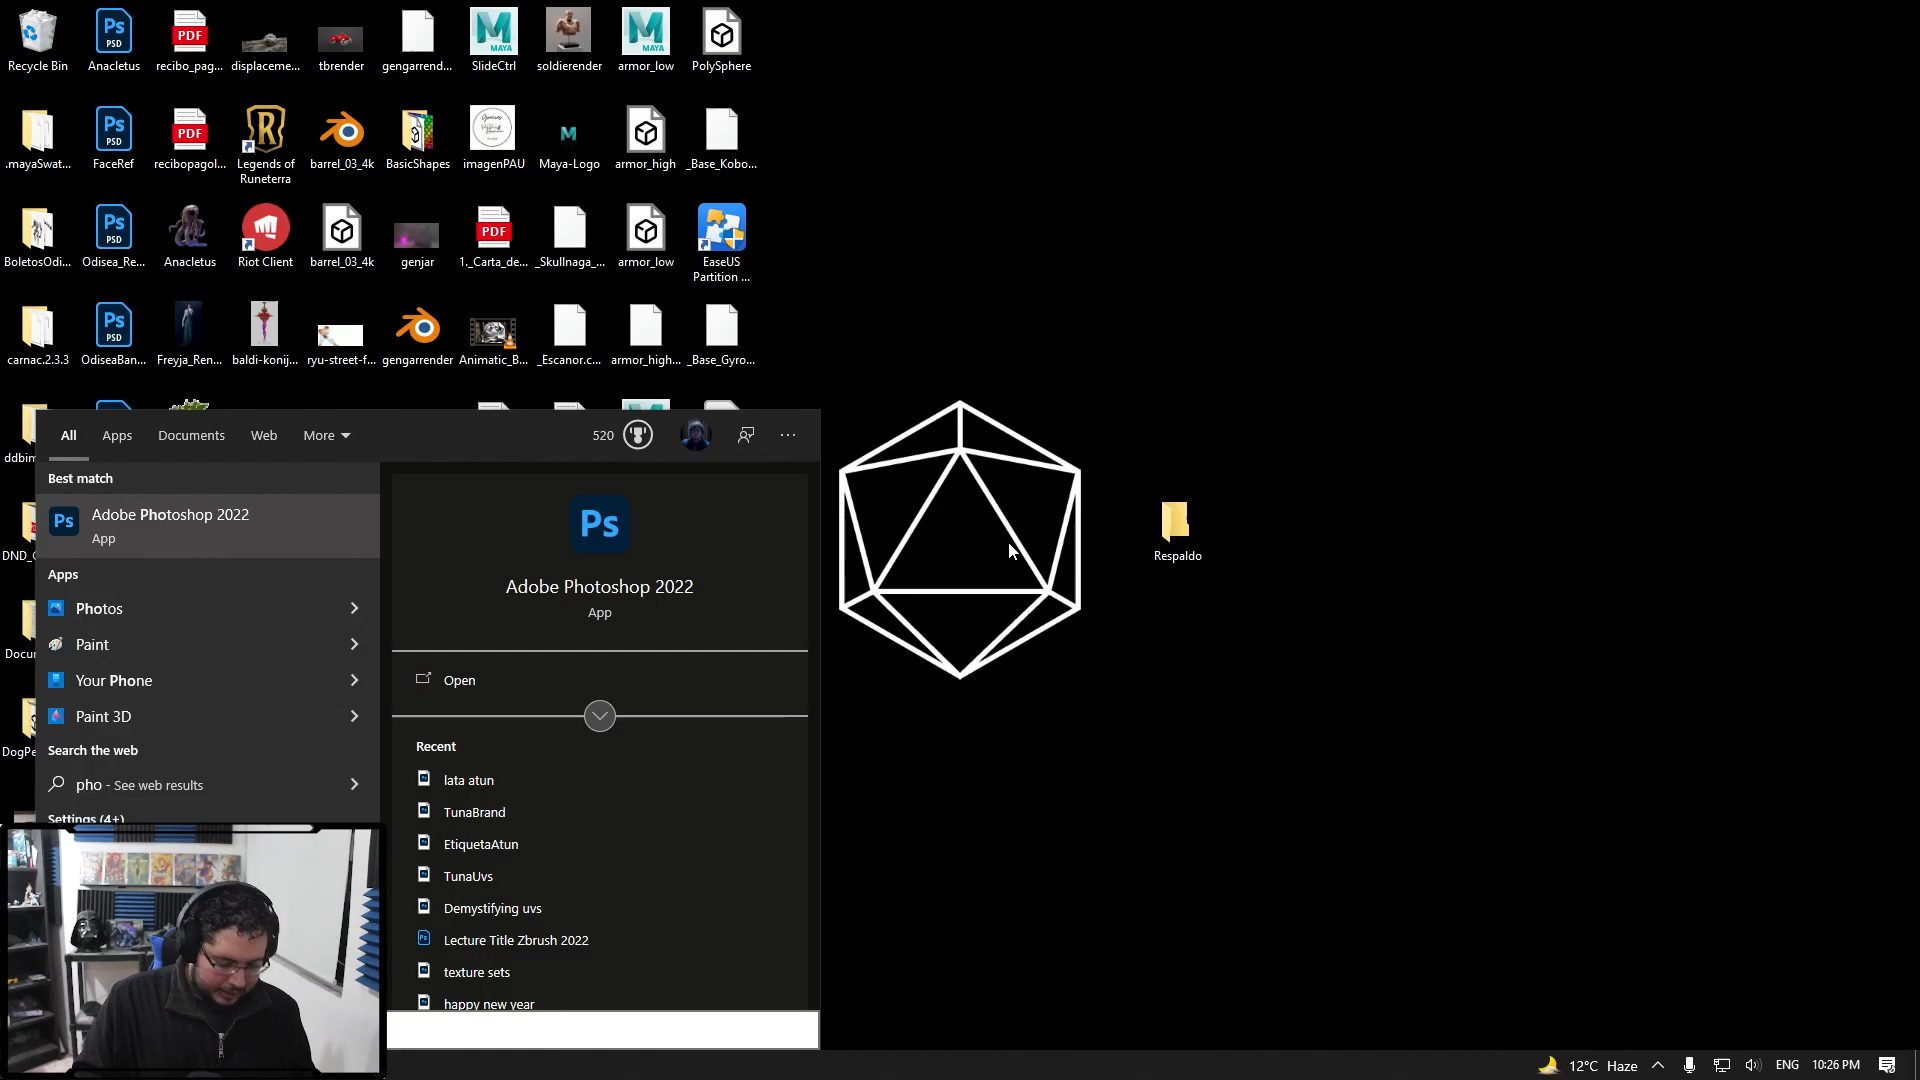 Recycle Bin
Anacletus
recibo_pag...
displaceme...
tbrender
gengarrend...
SlideCtrl
soldierender
armor_low
PolySphere
.mayaSwat...
FaceRef
recibopagol...
Legends of
Runeterra
barrel_03_4k
BasicShapes
imagenPAU
Maya-Logo
armor_high
_Base_Kobo...
BoletosOdi...
Odisea_Re...
Anacletus
Riot Client
barrel_03_4k
genjar
1._Carta_de...
_Skullnaga_...
armor_low
EaseUS
Partition ...
carnac.2.3.3
OdiseaBan...
Freyja_Ren...
baldi-konij...
ryu-street-f...
gengarrender
Animatic_B...
_Escanor.c...
armor_high...
_Base_Gyro...
All
Apps
Documents
Web
More
520
Best match
Adobe Photoshop 2022
App
Apps
Photos
Paint
Your Phone
Paint 3D
Search the web
pho - See web results
Settings (4+)
Ps
Adobe Photoshop 2022
App
Open
Recent
lata atun
TunaBrand
EtiquetaAtun
TunaUvs
Demystifying uvs
Lecture Title Zbrush 2022
texture sets
happy new year
Respaldo
12°C Haze
ENG
10:26 PM